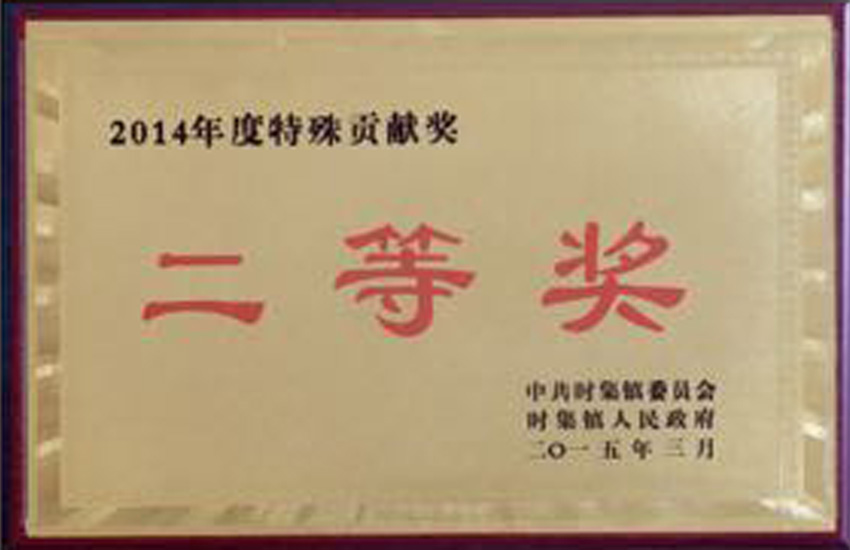 2014年度特殊贡献奖
二等奖
中共时集镇委员会
时集镇人民政府
二〇一五年三月